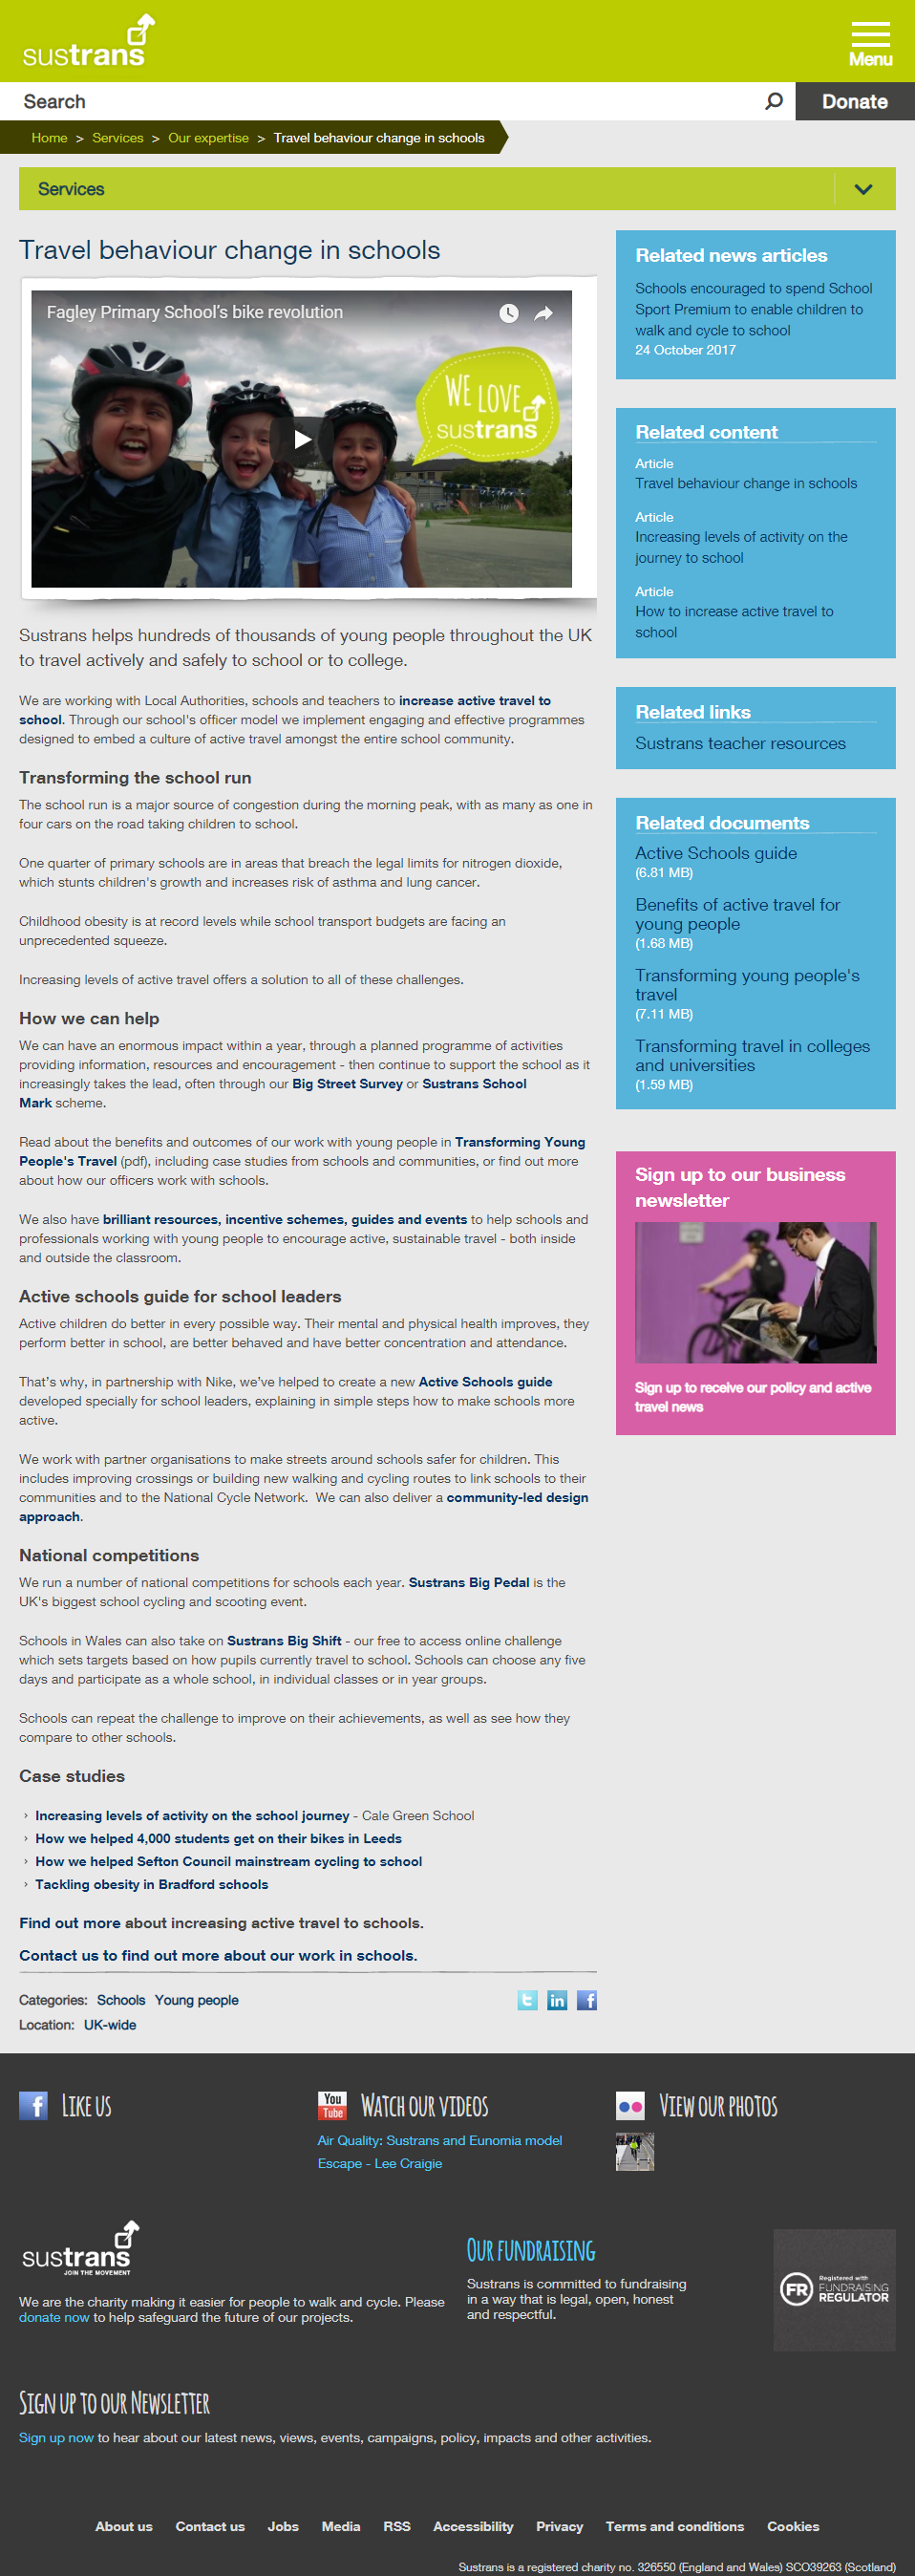 sustrans
Menu
Search
Donate
Home > Services > Our expertise > Travel behaviour change in schools
Services
Travel behaviour change in schools
Fagley Primary School's bike revolution
WE LOVE
sustrans
Sustrans helps hundreds of thousands of young people throughout the UK
to travel actively and safely to school or to college.
We are working with Local Authorities, schools and teachers to increase active travel to
school. Through our school's officer model we implement engaging and effective programmes
designed to embed a culture of active travel amongst the entire school community.
Transforming the school run
The school run is a major source of congestion during the morning peak, with as many as one in
four cars on the road taking children to school.
One quarter of primary schools are in areas that breach the legal limits for nitrogen dioxide,
which stunts children's growth and increases risk of asthma and lung cancer.
Childhood obesity is at record levels while school transport budgets are facing an
unprecedented squeeze.
Increasing levels of active travel offers a solution to all of these challenges.
How we can help
We can have an enormous impact within a year, through a planned programme of activities
providing information, resources and encouragement - then continue to support the school as it
increasingly takes the lead, often through our Big Street Survey or Sustrans School
Mark scheme.
Read about the benefits and outcomes of our work with young people in Transforming Young
People's Travel (pdf), including case studies from schools and communities, or find out more
about how our officers work with schools.
We also have brilliant resources, incentive schemes, guides and events to help schools and
professionals working with young people to encourage active, sustainable travel - both inside
and outside the classroom.
Active schools guide for school leaders
Active children do better in every possible way. Their mental and physical health improves, they
perform better in school, are better behaved and have better concentration and attendance.
That's why, in partnership with Nike, we've helped to create a new Active Schools guide
developed specially for school leaders, explaining in simple steps how to make schools more
active.
We work with partner organisations to make streets around schools safer for children. This
includes improving crossings or building new walking and cycling routes to link schools to their
communities and to the National Cycle Network.  We can also deliver a community-led design
approach.
National competitions
We run a number of national competitions for schools each year. Sustrans Big Pedal is the
UK's biggest school cycling and scooting event.
Schools in Wales can also take on Sustrans Big Shift - our free to access online challenge
which sets targets based on how pupils currently travel to school. Schools can choose any five
days and participate as a whole school, in individual classes or in year groups.
Schools can repeat the challenge to improve on their achievements, as well as see how they
compare to other schools.
Case studies
› Increasing levels of activity on the school journey - Cale Green School
› How we helped 4,000 students get on their bikes in Leeds
› How we helped Sefton Council mainstream cycling to school
› Tackling obesity in Bradford schools
Find out more about increasing active travel to schools.
Contact us to find out more about our work in schools.
Categories: Schools Young people
Location: UK-wide
Related news articles
Schools encouraged to spend School
Sport Premium to enable children to
walk and cycle to school
24 October 2017
Related content
Article
Travel behaviour change in schools
Article
Increasing levels of activity on the
journey to school
Article
How to increase active travel to
school
Related links
Sustrans teacher resources
Related documents
Active Schools guide
(6.81 MB)
Benefits of active travel for
young people
(1.68 MB)
Transforming young people's
travel
(7.11 MB)
Transforming travel in colleges
and universities
(1.59 MB)
Sign up to our business
newsletter
Sign up to receive our policy and active
travel news
Like us
You
Tube
Watch our videos
Air Quality: Sustrans and Eunomia model
Escape - Lee Craigie
View our photos
sustrans
JOIN THE MOVEMENT
We are the charity making it easier for people to walk and cycle. Please
donate now to help safeguard the future of our projects.
Our fundraising
Sustrans is committed to fundraising
in a way that is legal, open, honest
and respectful.
FR
Registered with
FUNDRAISING
REGULATOR
Sign up to our Newsletter
Sign up now to hear about our latest news, views, events, campaigns, policy, impacts and other activities.
About us Contact us Jobs Media RSS Accessibility Privacy Terms and conditions Cookies
Sustrans is a registered charity no. 326550 (England and Wales) SCO39263 (Scotland)